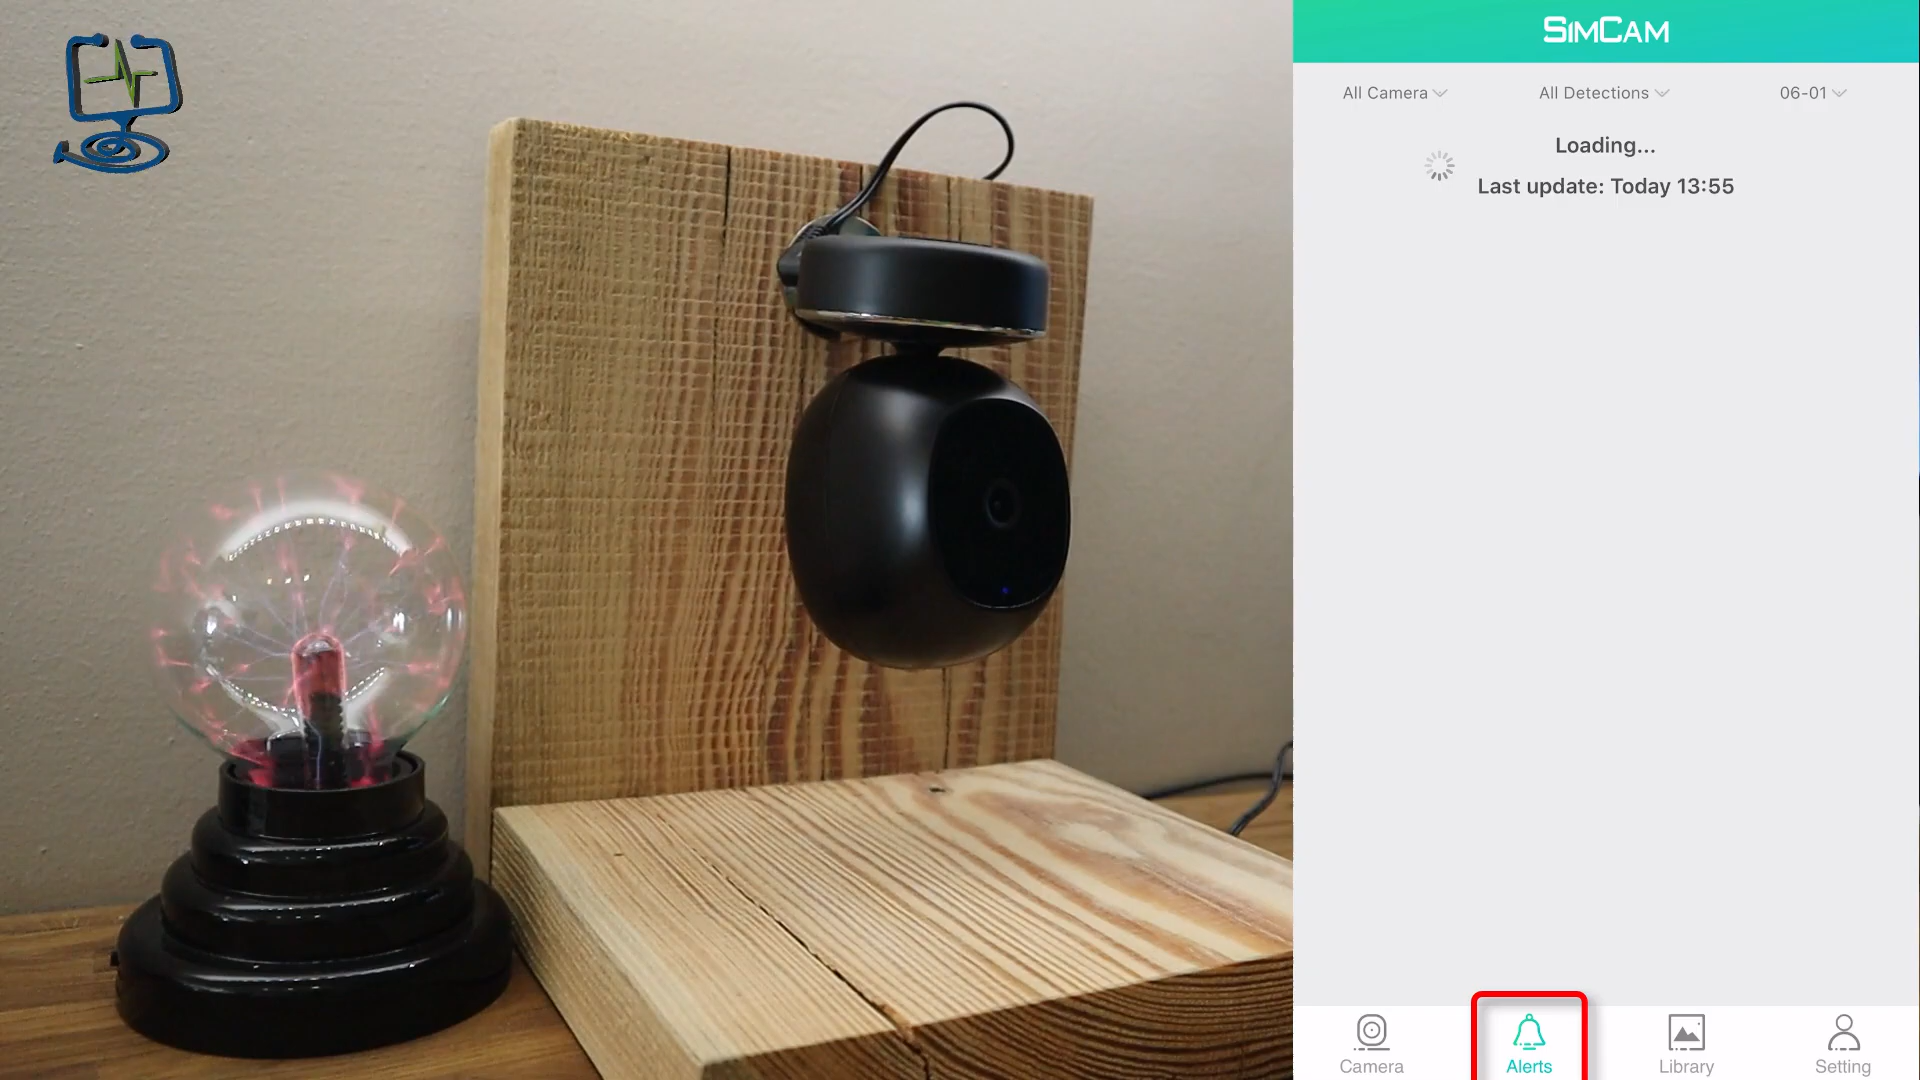 SIMCAM
All Camera
All Detections
06-01
Loading...
Last update: Today 13:55
Camera
Alerts
Library
Setting